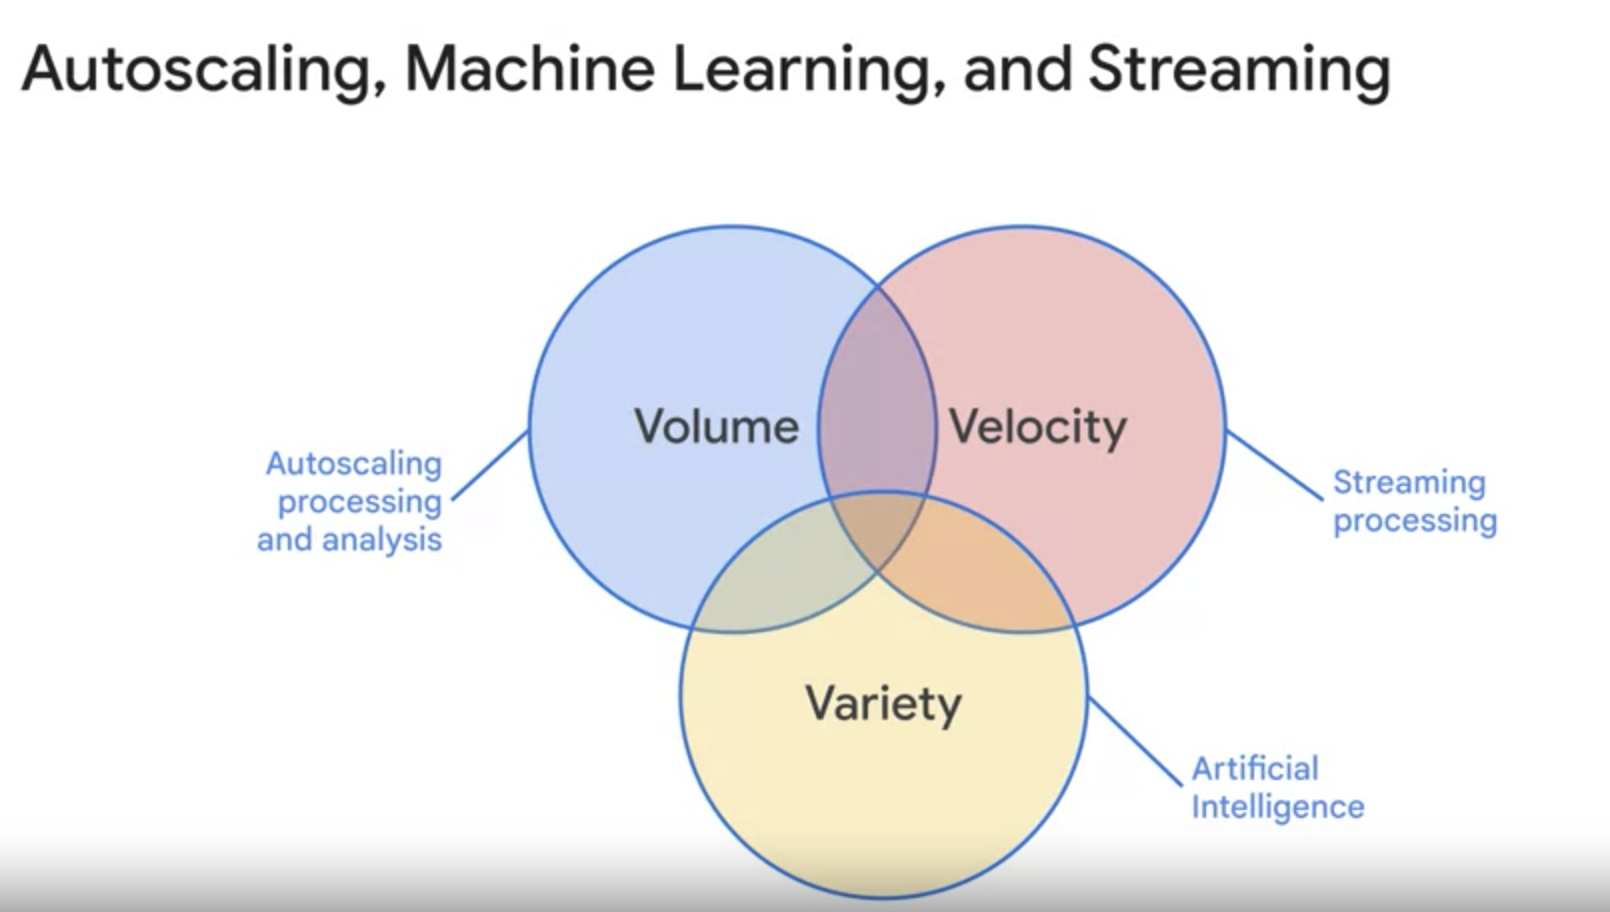 Autoscaling, Machine Learning, and Streaming
Volume
Velocity
Autoscaling
processing
and analysis
Streaming
processing
Variety
Artificial
Intelligence